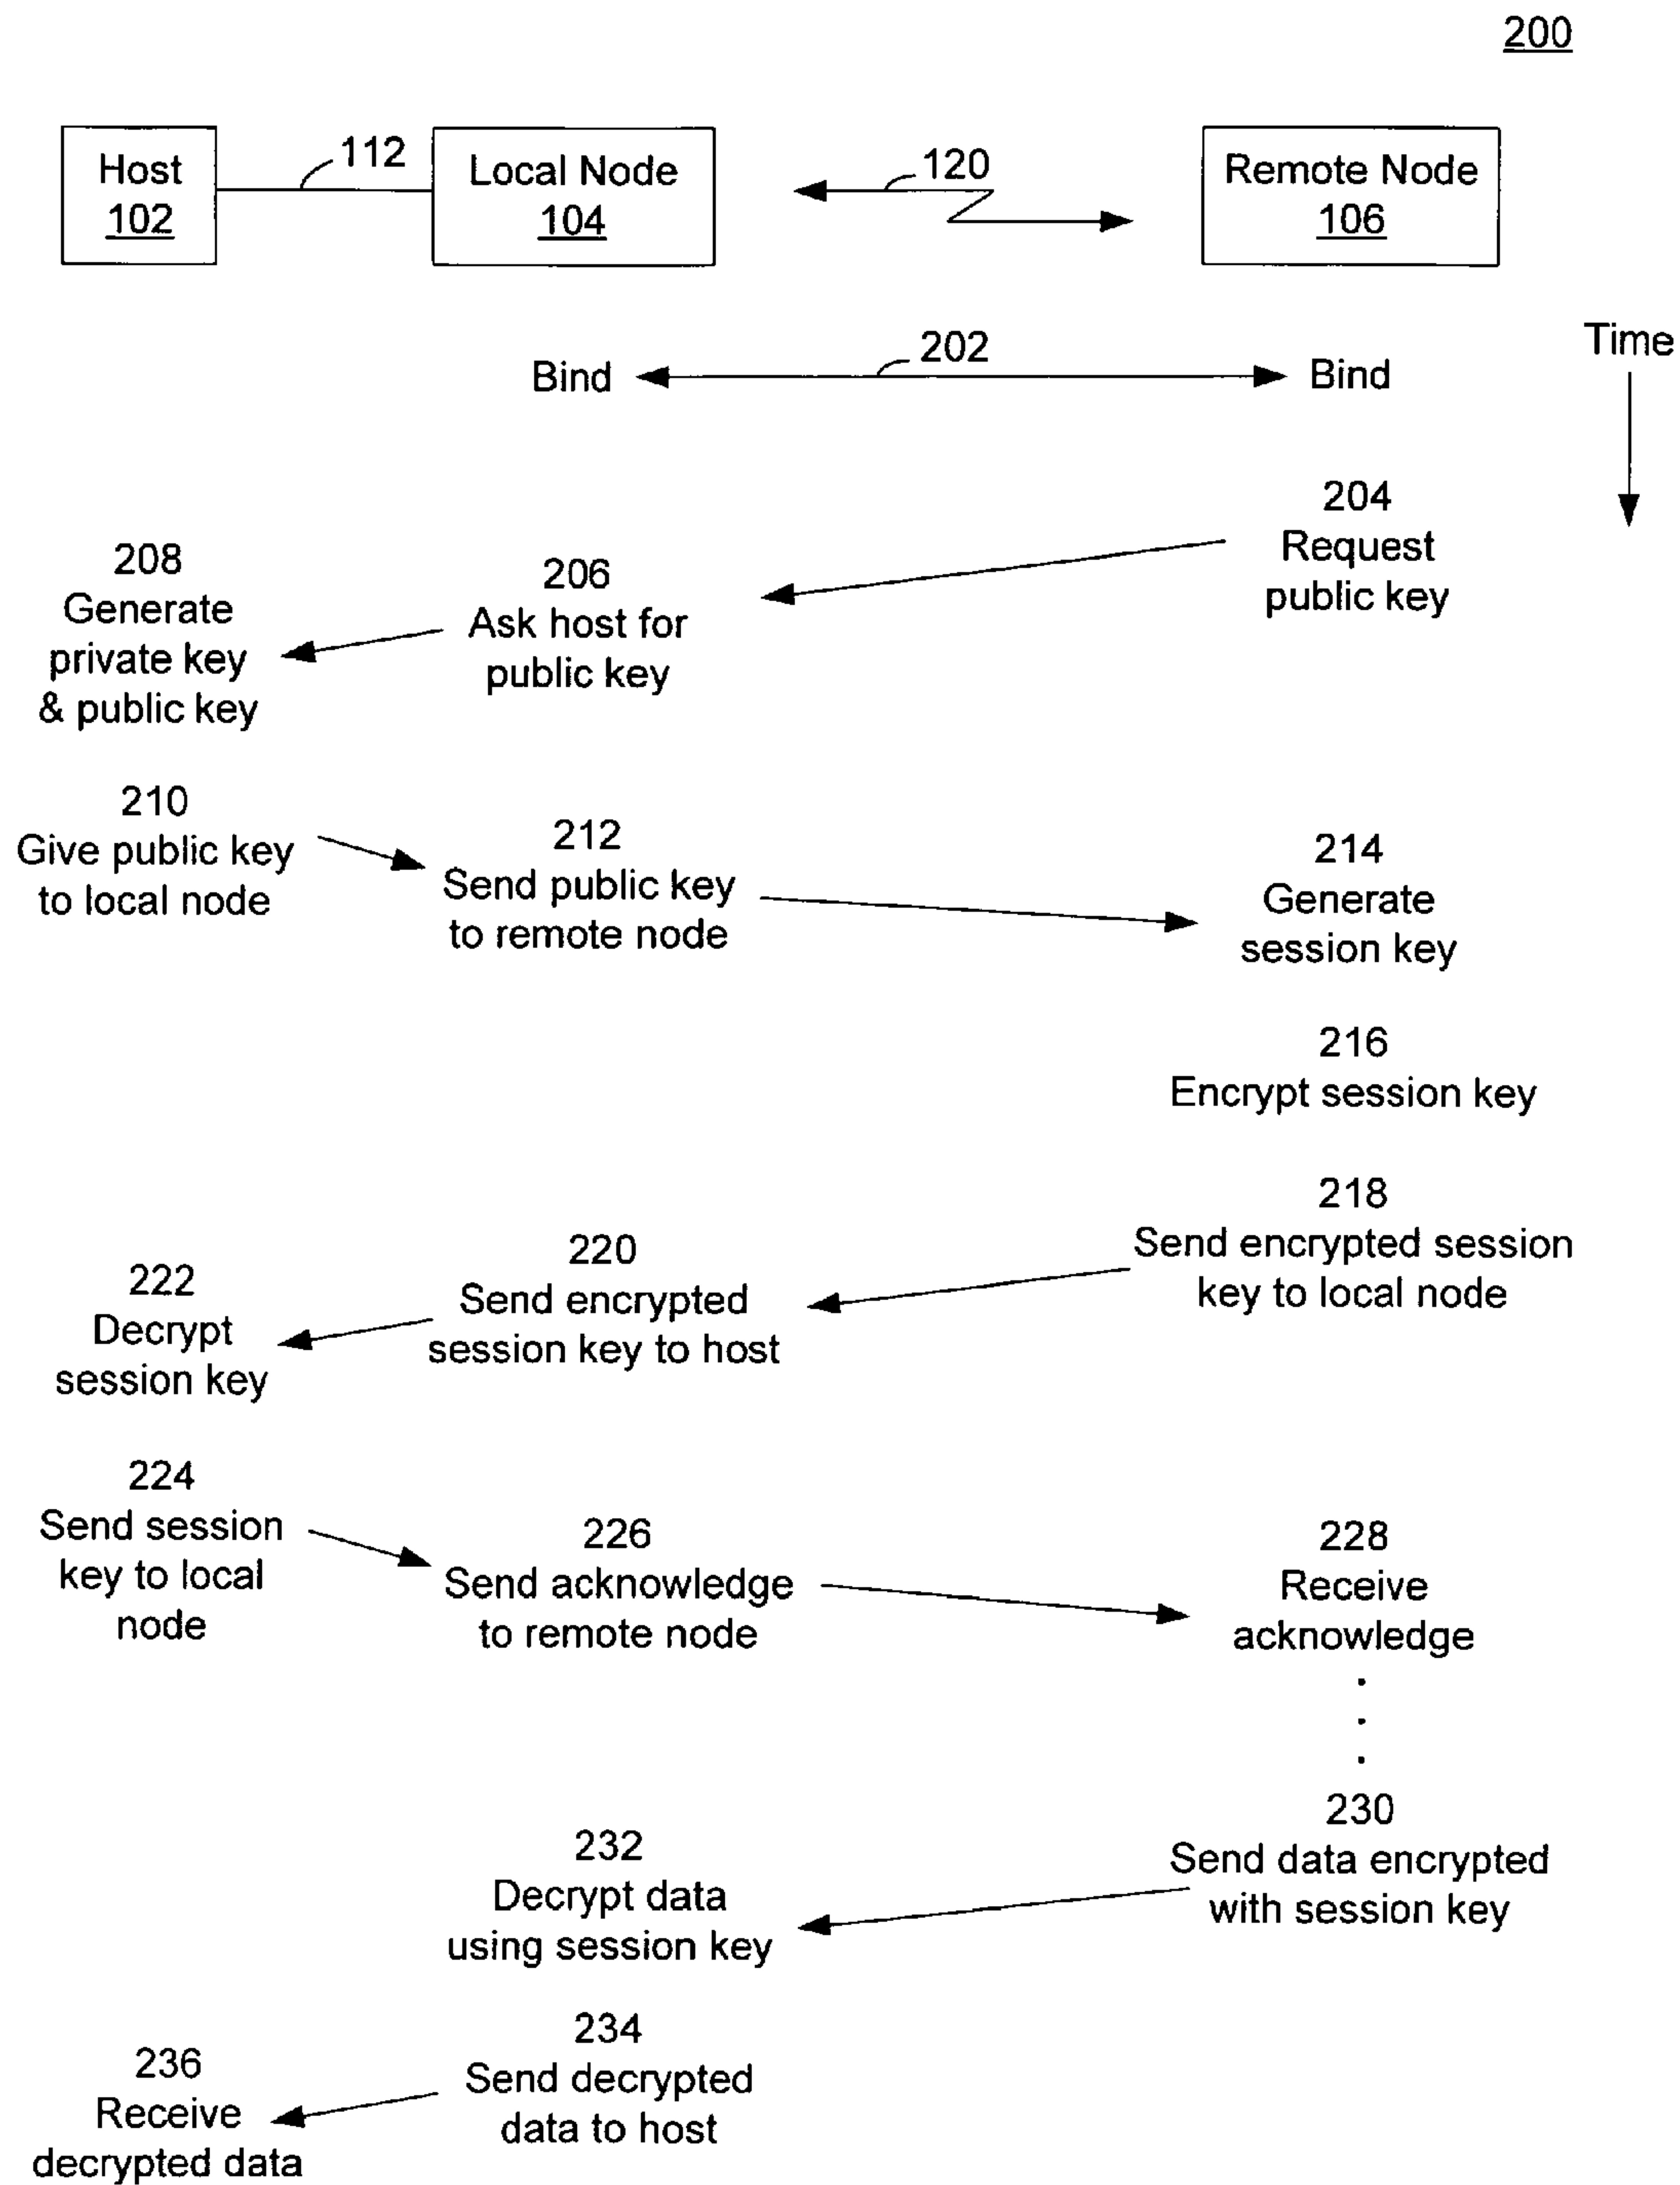 200
Host
102
112
Local Node
104
120
Remote Node
106
Time
Bind
202
Bind
204
Request
public key
206
Ask host for
public key
208
Generate
private key
& public key
210
Give public key
to local node
212
Send public key
to remote node
214
Generate
session key
216
Encrypt session key
218
Send encrypted session
key to local node
220
Send encrypted
session key to host
222
Decrypt
session key
224
Send session
key to local
node
226
Send acknowledge
to remote node
228
Receive
acknowledge
230
Send data encrypted
with session key
232
Decrypt data
using session key
234
Send decrypted
data to host
236
Receive
decrypted data